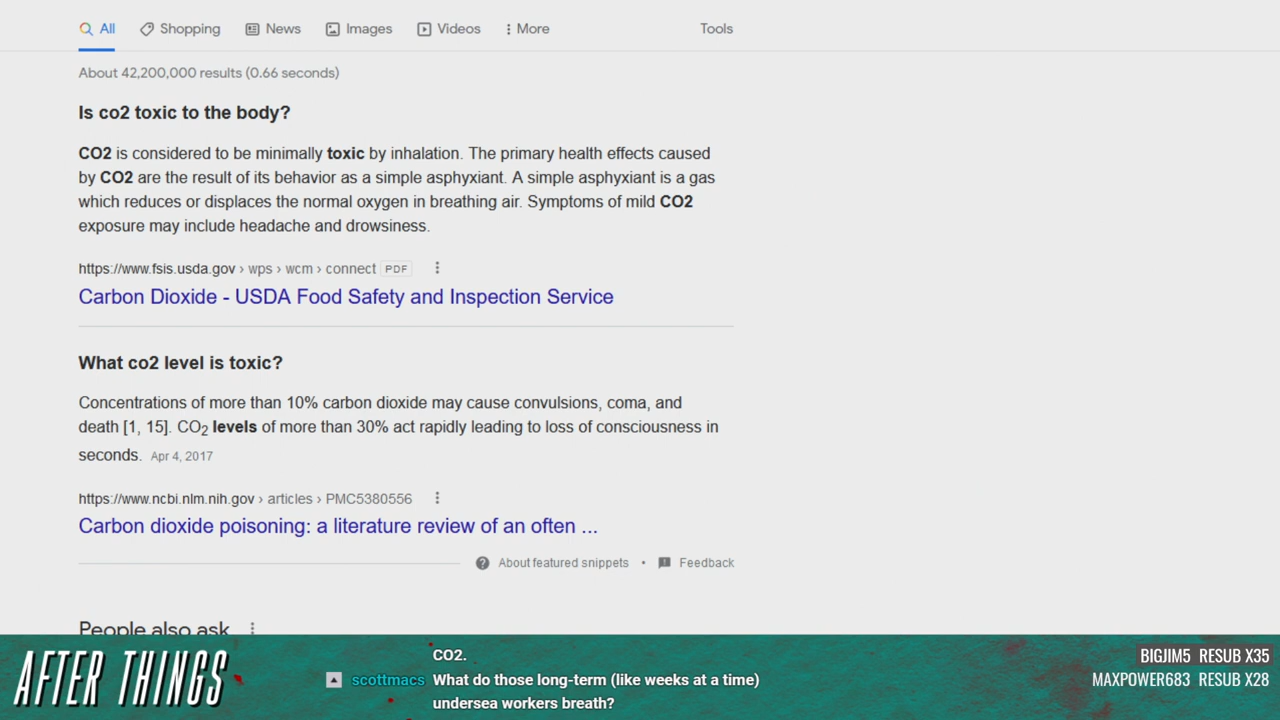 All Shopping News Images Videos More Tools
About 42,200,000 results (0.66 seconds)
Is co2 toxic to the body?
CO2 is considered to be minimally toxic by inhalation. The primary health effects caused
by CO2 are the result of its behavior as a simple asphyxiant. A simple asphyxiant is a gas
which reduces or displaces the normal oxygen in breathing air. Symptoms of mild CO2
exposure may include headache and drowsiness.
https://www.fsis.usda.gov › wps › wcm › connect PDF
Carbon Dioxide - USDA Food Safety and Inspection Service
What co2 level is toxic?
Concentrations of more than 10% carbon dioxide may cause convulsions, coma, and
death [1, 15]. CO2 levels of more than 30% act rapidly leading to loss of consciousness in
seconds. Apr 4, 2017
https://www.ncbi.nlm.nih.gov › articles › PMC5380556
Carbon dioxide poisoning: a literature review of an often ...
About featured snippets • Feedback
People also ask
AFTER THINGS
CO2.
scottmacs What do those long-term (like weeks at a time)
undersea workers breath?
BIGJIM5 RESUB X35
MAXPOWER683 RESUB X28